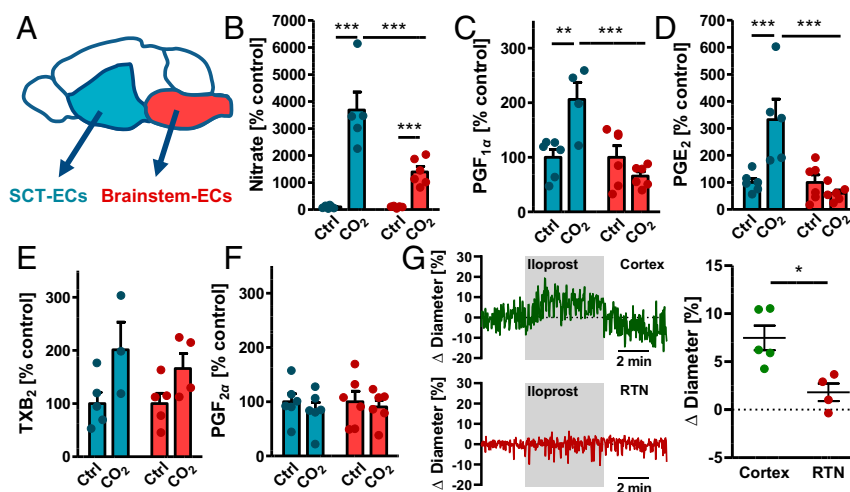 A
SCT-ECs Brainstem-ECs
B
Nitrate [% control]
7000
6000
5000
4000
3000
2000
1000
0
*** ***
***
Ctrl CO2 Ctrl CO2
C
PGF1α [% control]
300
200
100
0
** ***
Ctrl CO2 Ctrl CO2
D
PGE2 [% control]
700
600
500
400
300
200
100
0
*** ***
Ctrl CO2 Ctrl CO2
E
TXB2 [% control]
300
200
100
0
Ctrl CO2 Ctrl CO2
F
PGF2α [% control]
300
200
100
0
Ctrl CO2 Ctrl CO2
G
Δ Diameter [%]
30
20
10
0
-10
-20
Iloprost Cortex
2 min
Δ Diameter [%]
30
20
10
0
-10
-20
Iloprost RTN
2 min
Δ Diameter [%]
15
10
5
0
-5
*
Cortex RTN